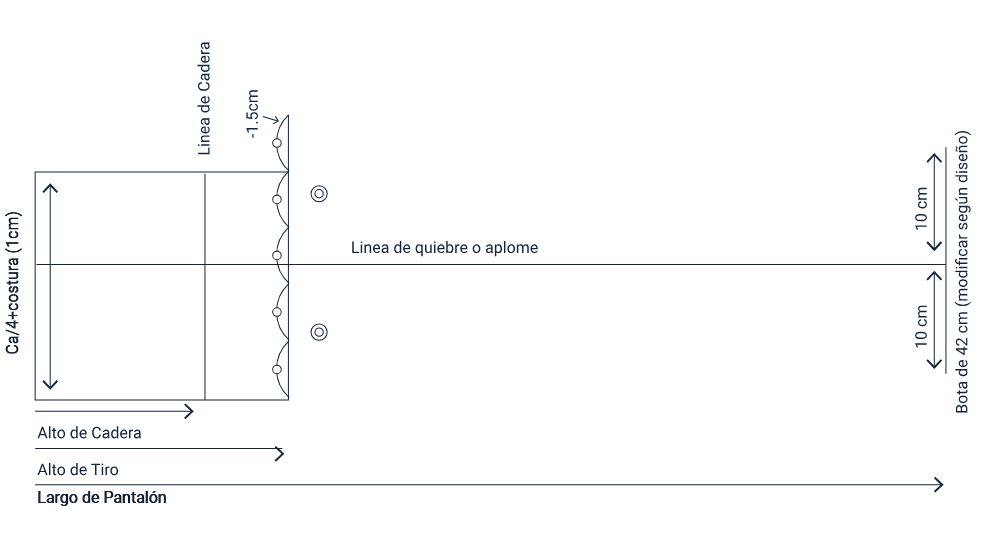 Linea de Cadera
-1.5cm
Ca/4+costura (1cm)
Linea de quiebre o aplome
10 cm
10 cm
Bota de 42 cm (modificar según diseño)
Alto de Cadera
Alto de Tiro
Largo de Pantalón